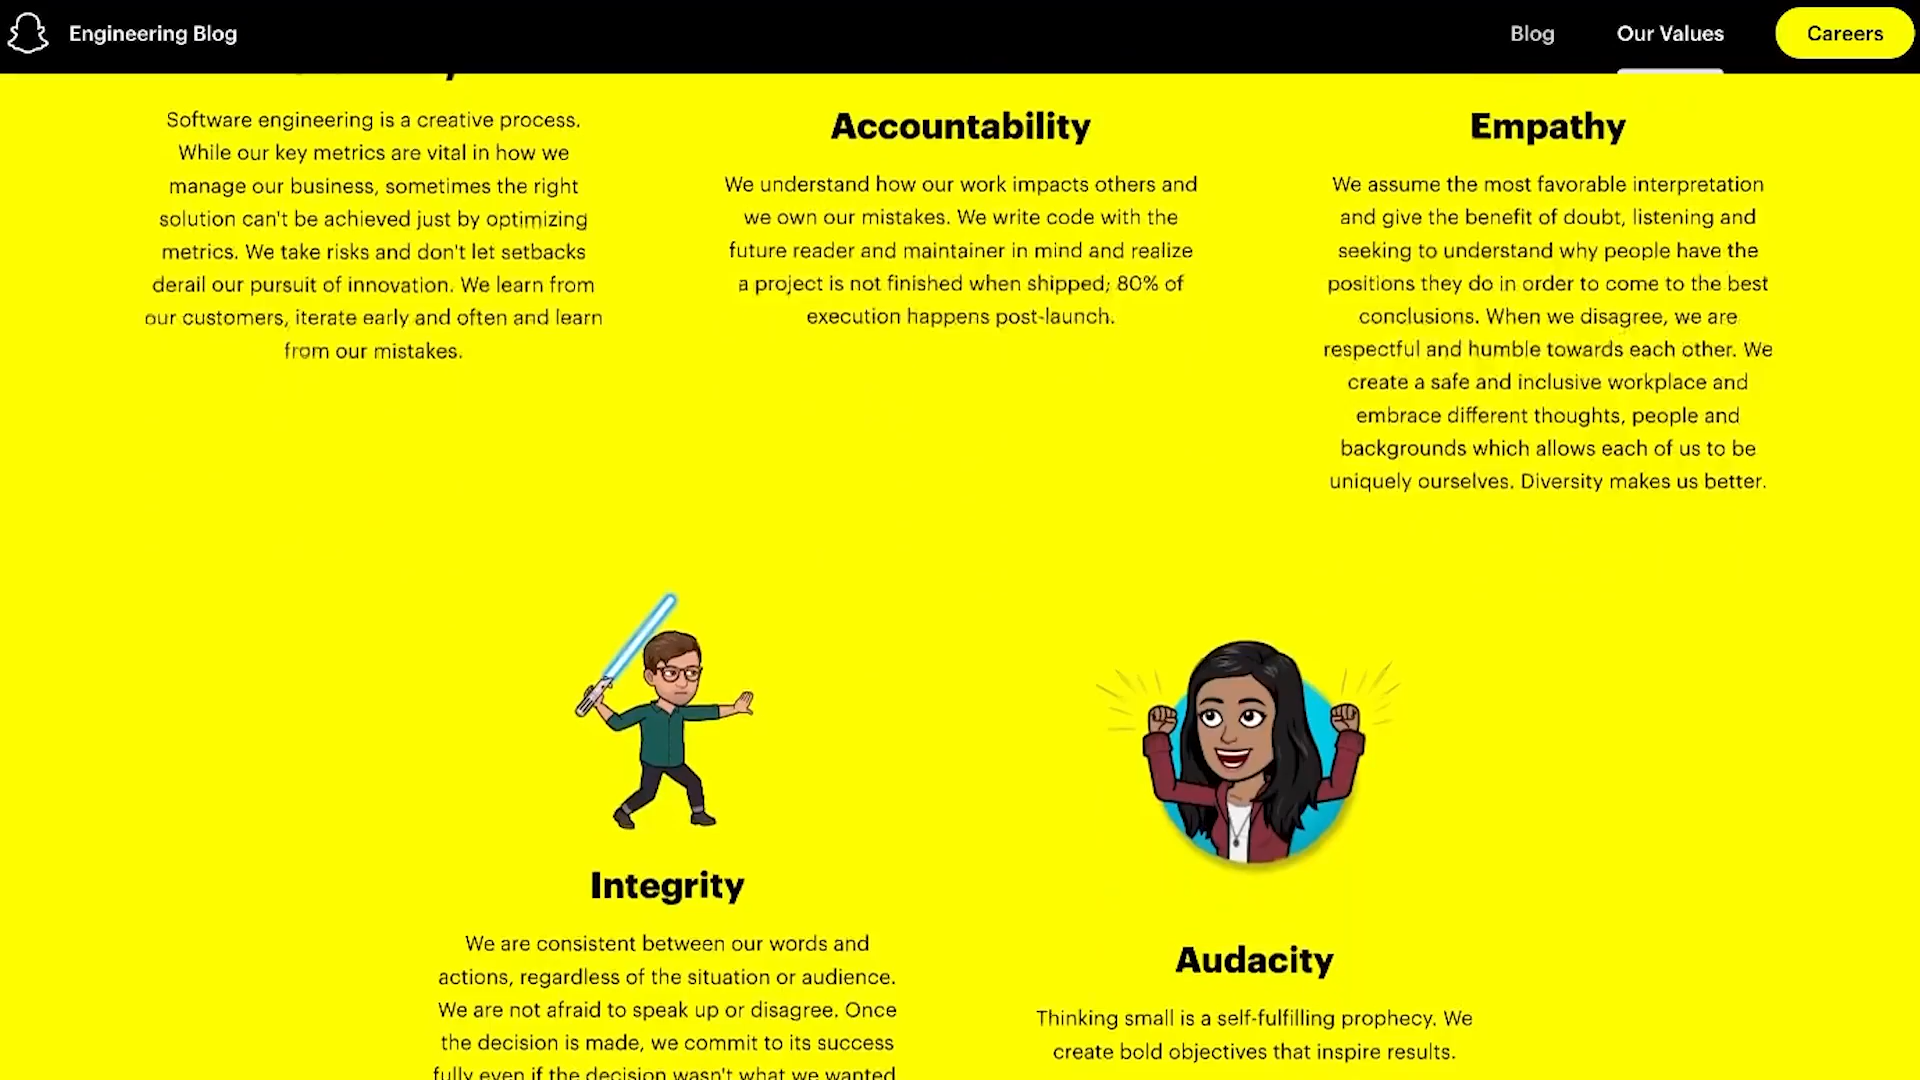 Engineering Blog
Blog
Our Values
Careers
Software engineering is a creative process.
While our key metrics are vital in how we
manage our business, sometimes the right
solution can't be achieved just by optimizing
metrics. We take risks and don't let setbacks
derail our pursuit of innovation. We learn from
our customers, iterate early and often and learn
from our mistakes.
Accountability
We understand how our work impacts others and
we own our mistakes. We write code with the
future reader and maintainer in mind and realize
a project is not finished when shipped; 80% of
execution happens post-launch.
Empathy
We assume the most favorable interpretation
and give the benefit of doubt, listening and
seeking to understand why people have the
positions they do in order to come to the best
conclusions. When we disagree, we are
respectful and humble towards each other. We
create a safe and inclusive workplace and
embrace different thoughts, people and
backgrounds which allows each of us to be
uniquely ourselves. Diversity makes us better.
Integrity
We are consistent between our words and
actions, regardless of the situation or audience.
We are not afraid to speak up or disagree. Once
the decision is made, we commit to its success
fully even if the decision wasn't what we wanted
Audacity
Thinking small is a self-fulfilling prophecy. We
create bold objectives that inspire results.